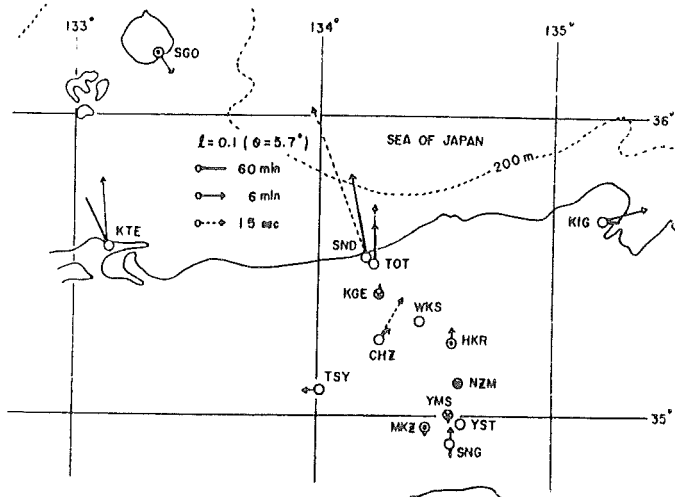 133° 134° 135°
SGO
36°
SEA OF JAPAN
l=0.1 (θ=5.7°)
60 min
200 m
6 min
15 sec
KIG
KTE
SND
TOT
KGE
WKS
HKR
CHZ
TSY
NZM
YMS
35°
MKZ
YST
SNG